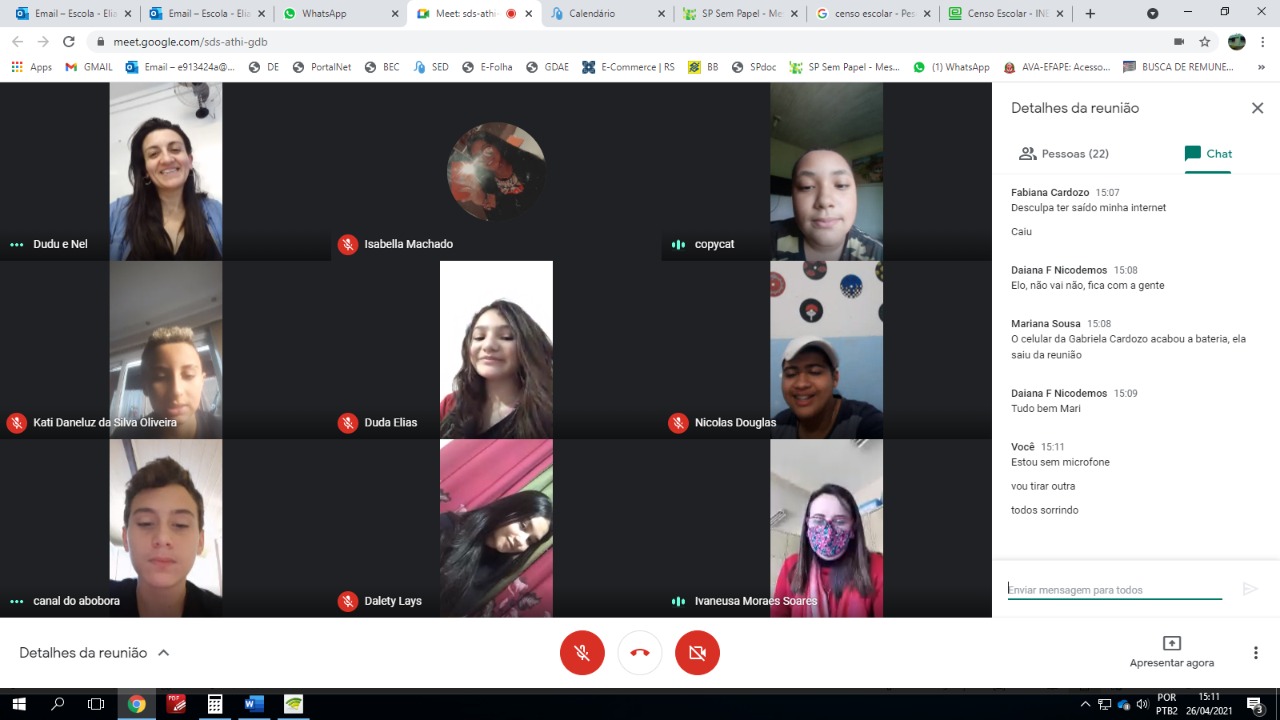 Email - Escola - Elia
Email - Escola - Elia
WhatsApp
Meet: sds-athi-
Calendário
SP Sem Papel - Me
censo escolar - Pes
Censo Escolar - INE
meet.google.com/sds-athi-gdb
Apps
GMAIL
Email – e913424a@...
DE
PortalNet
BEC
SED
E-Folha
GDAE
E-Commerce | RS
BB
SPdoc
SP Sem Papel - Mes...
(1) WhatsApp
AVA-EFAPE: Acesso...
BUSCA DE REMUNE...
»
Dudu e Nel
Isabella Machado
copycat
Kati Daneluz da Silva Oliveira
Duda Elias
Nicolas Douglas
canal do abobora
Dalety Lays
Ivaneusa Moraes Soares
Detalhes da reunião
Pessoas (22)
Chat
Fabiana Cardozo 15:07
Desculpa ter saído minha internet
Caiu
Daiana F Nicodemos 15:08
Elo, não vai não, fica com a gente
Mariana Sousa 15:08
O celular da Gabriela Cardozo acabou a bateria, ela
saiu da reunião
Daiana F Nicodemos 15:09
Tudo bem Mari
Você 15:11
Estou sem microfone
vou tirar outra
todos sorrindo
Enviar mensagem para todos
Detalhes da reunião
Apresentar agora
POR
PTB2
15:11
26/04/2021
3